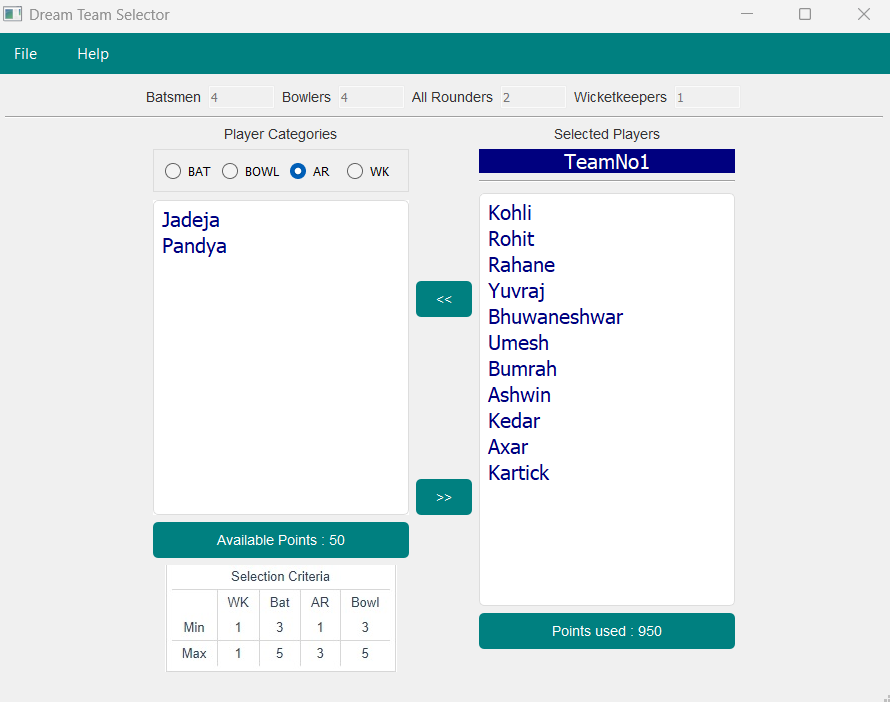 Dream Team Selector
File Help
Batsmen 4 Bowlers 4 All Rounders 2 Wicketkeepers 1
Player Categories
BAT BOWL AR WK
Jadeja
Pandya
<<
>>
Available Points : 50
Selection Criteria
WK Bat AR Bowl
Min 1 3 1 3
Max 1 5 3 5
Selected Players
TeamNo1
Kohli
Rohit
Rahane
Yuvraj
Bhuwaneshwar
Umesh
Bumrah
Ashwin
Kedar
Axar
Kartick
Points used : 950